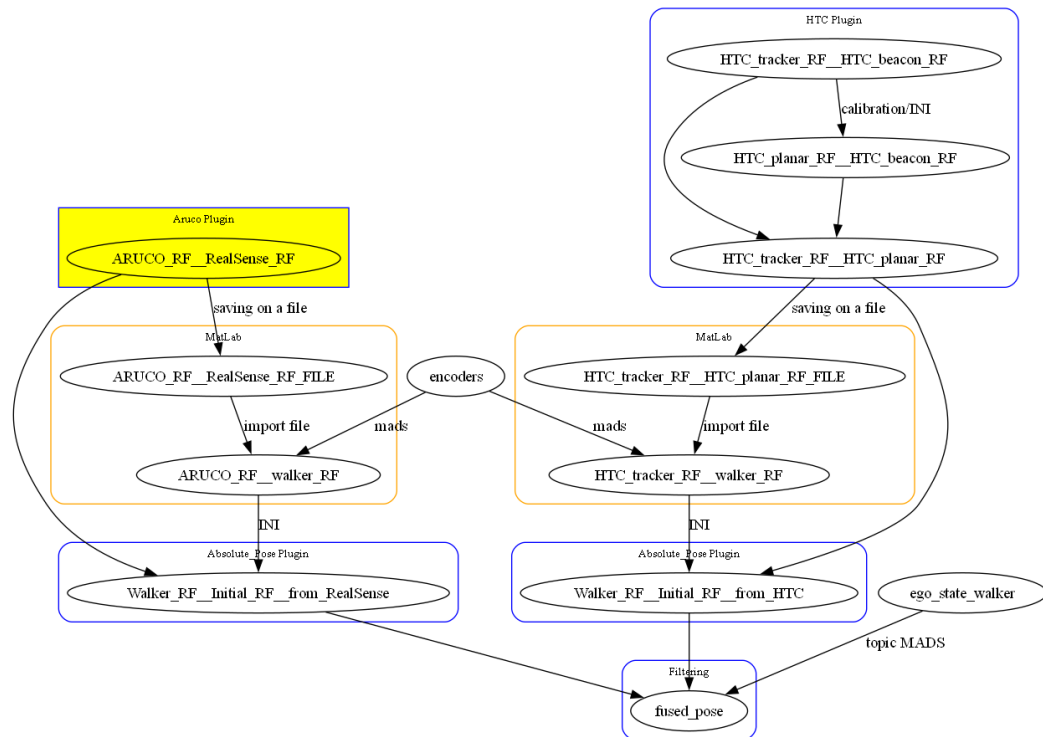 HTC Plugin
HTC_tracker_RF__HTC_beacon_RF
calibration/INI
HTC_planar_RF__HTC_beacon_RF
Aruco Plugin
ARUCO_RF__RealSense_RF
HTC_tracker_RF__HTC_planar_RF
saving on a file
saving on a file
MatLab
MatLab
ARUCO_RF__RealSense_RF_FILE
encoders
HTC_tracker_RF__HTC_planar_RF_FILE
import file
mads
mads
import file
ARUCO_RF__walker_RF
HTC_tracker_RF__walker_RF
INI
INI
Absolute_Pose Plugin
Absolute_Pose Plugin
Walker_RF__Initial_RF__from_RealSense
Walker_RF__Initial_RF__from_HTC
ego_state_walker
topic MADS
Filtering
fused_pose